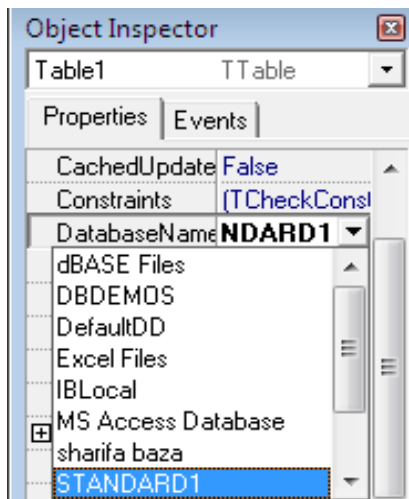 Object Inspector
Table1 TTable
Properties Events
CachedUpdate False
Constraints (TCheckConst
DatabaseName NDARD1
dBASE Files
DBDEMOS
DefaultDD
Excel Files
IBLocal
MS Access Database
sharifa baza
STANDARD1